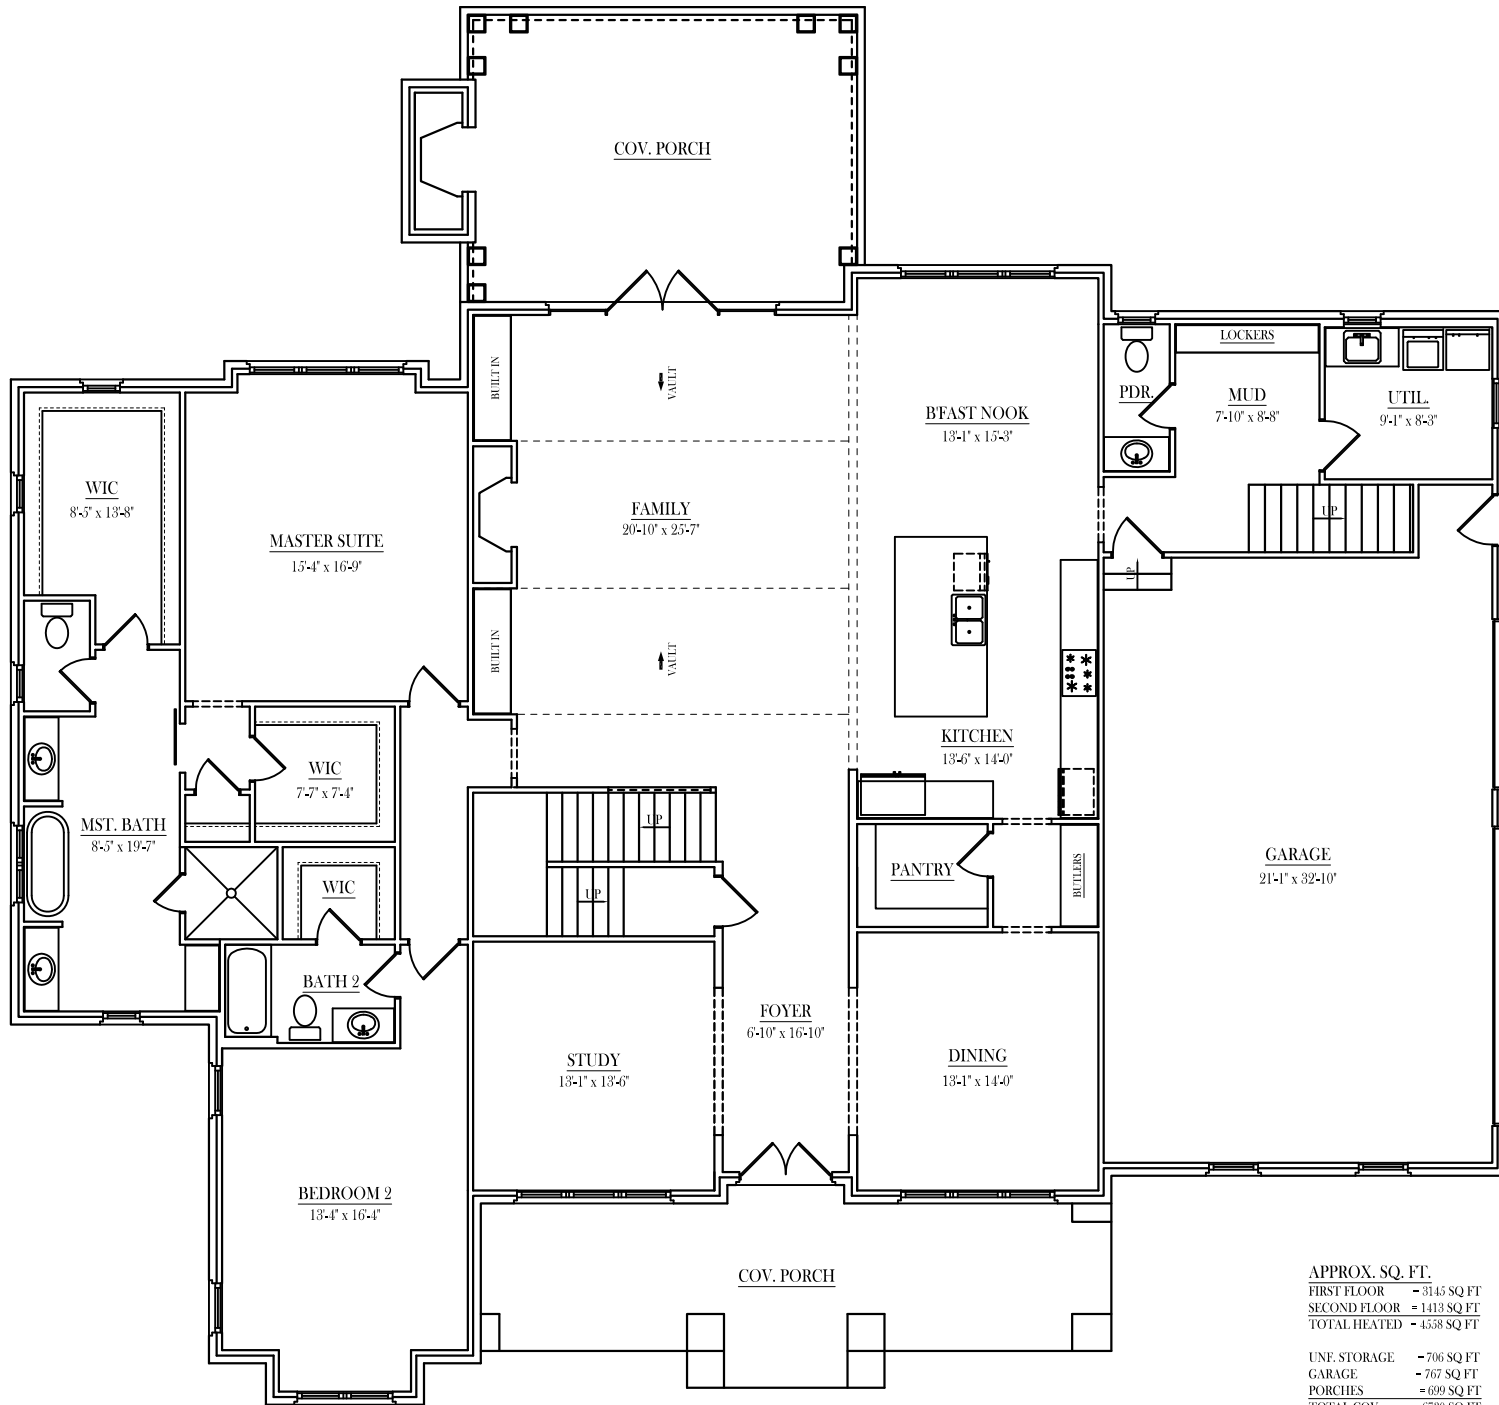 COV. PORCH
BUILT IN
VAULT
B'FAST NOOK
13'-1" x 15'-3"
PDR.
LOCKERS
MUD
7'-10" x 8'-8"
UTIL.
9'-1" x 8'-3"
WIC
8'-5" x 13'-8"
MASTER SUITE
15'-4" x 16'-9"
FAMILY
20'-10" x 25'-7"
UP
UP
BUILT IN
VAULT
KITCHEN
13'-6" x 14'-0"
WIC
7'-7" x 7'-4"
MST. BATH
8'-5" x 19'-7"
UP
WIC
UP
PANTRY
BUTLERS
GARAGE
21'-1" x 32'-10"
BATH 2
FOYER
6'-10" x 16'-10"
STUDY
13'-1" x 13'-6"
DINING
13'-1" x 14'-0"
BEDROOM 2
13'-4" x 16'-4"
COV. PORCH
APPROX. SQ. FT.
FIRST FLOOR = 3145 SQ FT
SECOND FLOOR = 1413 SQ FT
TOTAL HEATED = 4558 SQ FT
UNF. STORAGE = 706 SQ FT
GARAGE = 767 SQ FT
PORCHES = 699 SQ FT